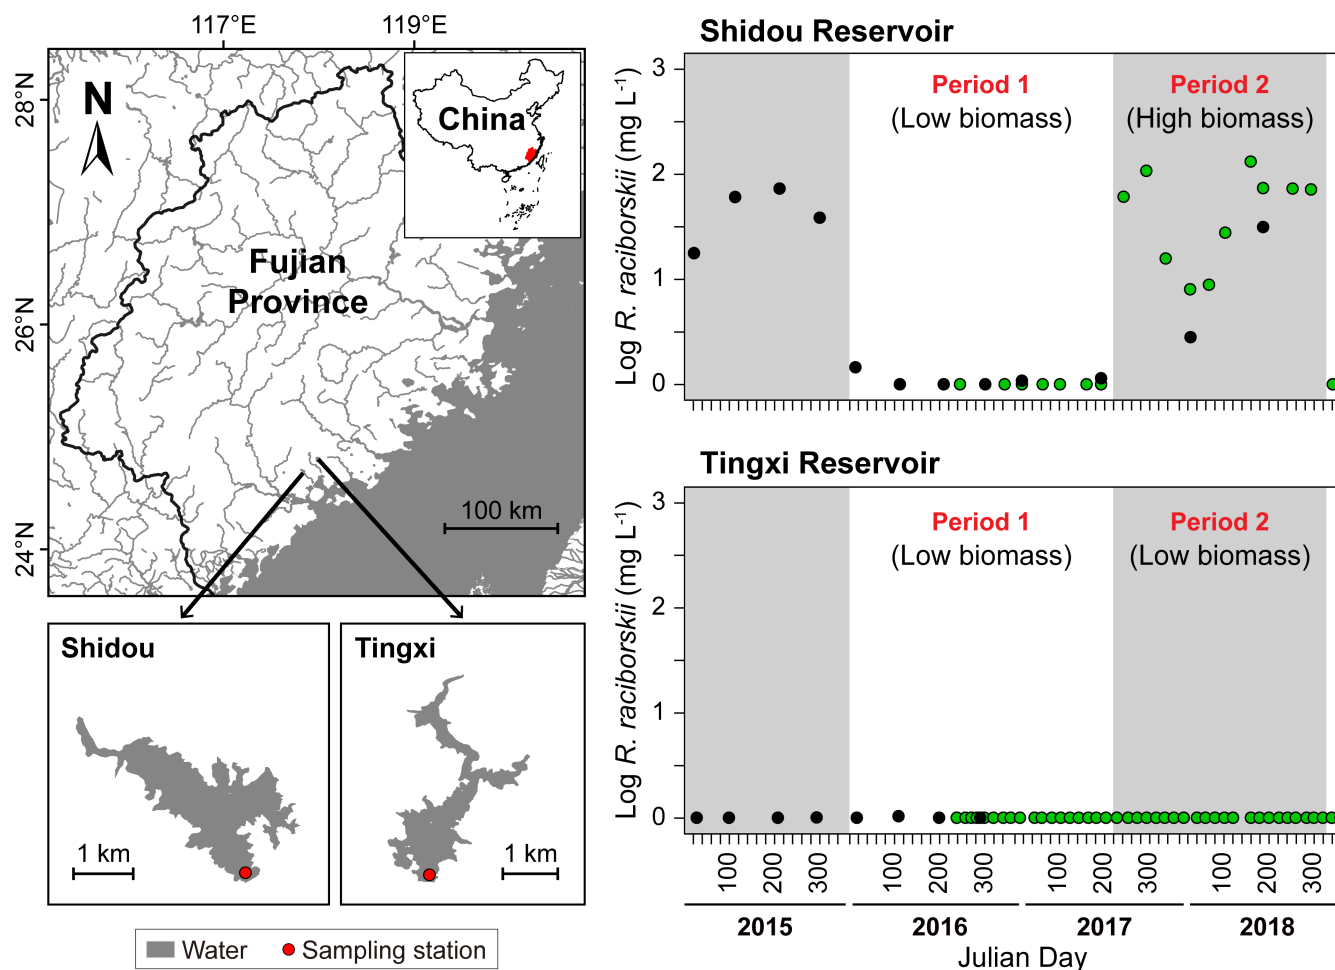 117°E
119°E
28°N
26°N
24°N
N
China
Fujian
Province
100 km
Shidou
1 km
Tingxi
1 km
Water
Sampling station
Shidou Reservoir
Period 1
(Low biomass)
Period 2
(High biomass)
Log R. raciborskii (mg L⁻¹)
3
2
1
0
Tingxi Reservoir
Period 1
(Low biomass)
Period 2
(Low biomass)
Log R. raciborskii (mg L⁻¹)
3
2
1
0
100 200 300 100 200 300 100 200 300 100 200 300
2015 2016 2017 2018
Julian Day